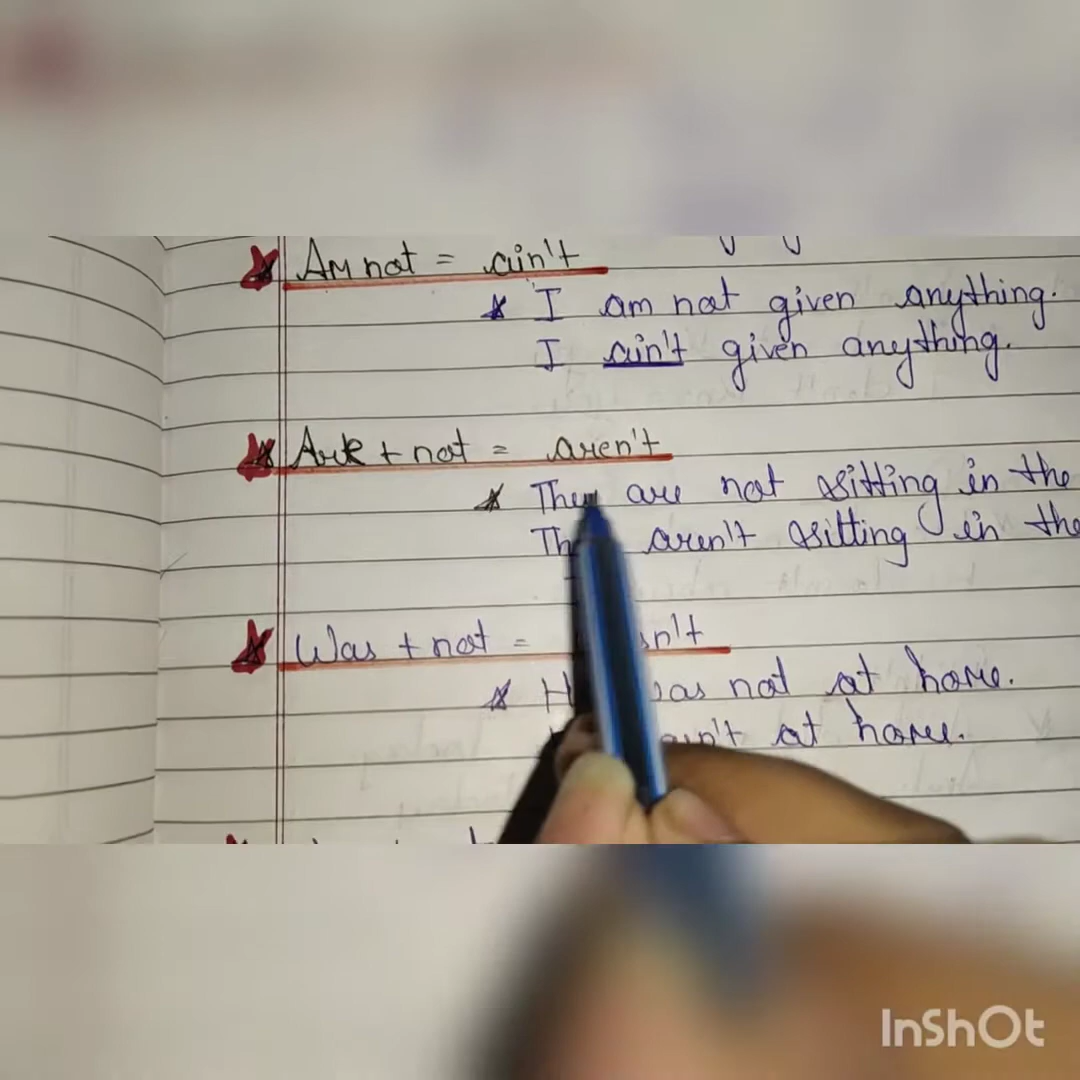 Am not = ain't
I am not given anything.
I ain't given anything.
Are + not = aren't
They are not sitting in the
aren't sitting in the
Was + not =
not at home.
at home.
InShOt